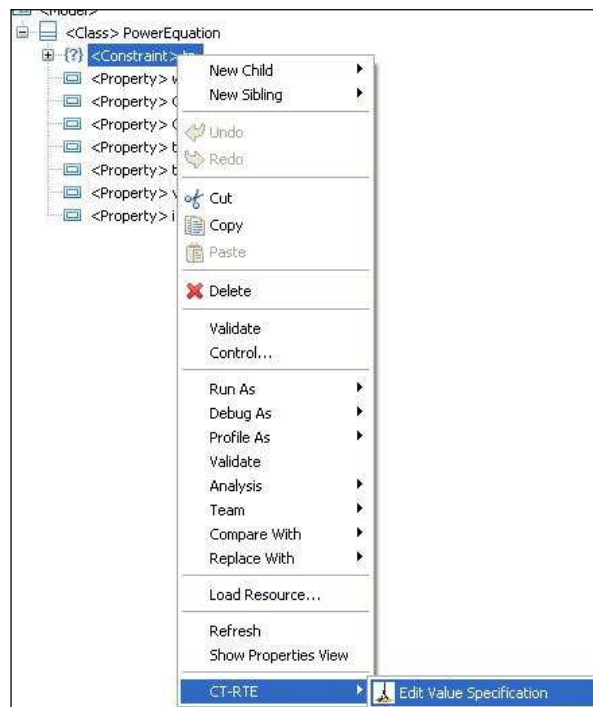 <Model>
<Class> PowerEquation
{?} <Constraint>
<Property>
<Property>
<Property>
<Property>
<Property>
<Property>
<Property>
New Child
New Sibling
Undo
Redo
Cut
Copy
Paste
Delete
Validate
Control...
Run As
Debug As
Profile As
Validate
Analysis
Team
Compare With
Replace With
Load Resource...
Refresh
Show Properties View
CT-RTE
Edit Value Specification